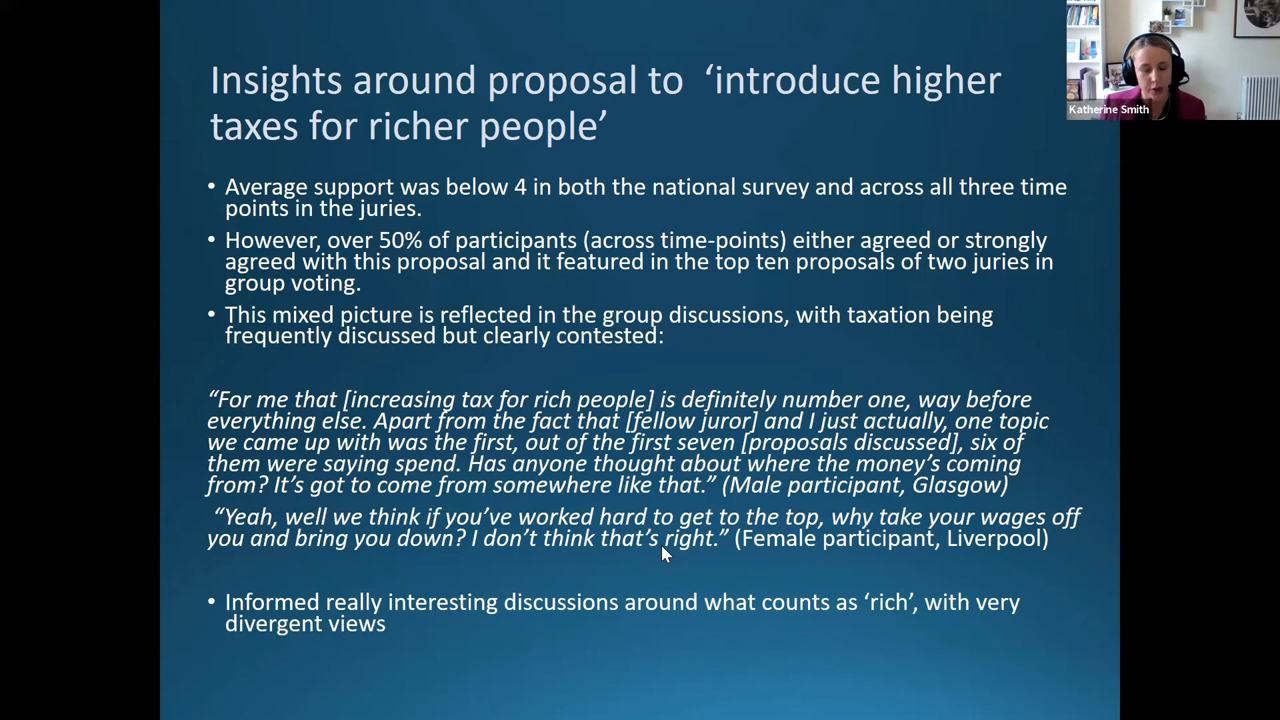 Insights around proposal to ‘introduce higher
taxes for richer people’
• Average support was below 4 in both the national survey and across all three time
points in the juries.
• However, over 50% of participants (across time-points) either agreed or strongly
agreed with this proposal and it featured in the top ten proposals of two juries in
group voting.
• This mixed picture is reflected in the group discussions, with taxation being
frequently discussed but clearly contested:
“For me that [increasing tax for rich people] is definitely number one, way before
everything else. Apart from the fact that [fellow juror] and I just actually, one topic
we came up with was the first, out of the first seven [proposals discussed], six of
them were saying spend. Has anyone thought about where the money’s coming
from? It’s got to come from somewhere like that.” (Male participant, Glasgow)
“Yeah, well we think if you’ve worked hard to get to the top, why take your wages off
you and bring you down? I don’t think that’s right.” (Female participant, Liverpool)
• Informed really interesting discussions around what counts as ‘rich’, with very
divergent views
Katherine Smith